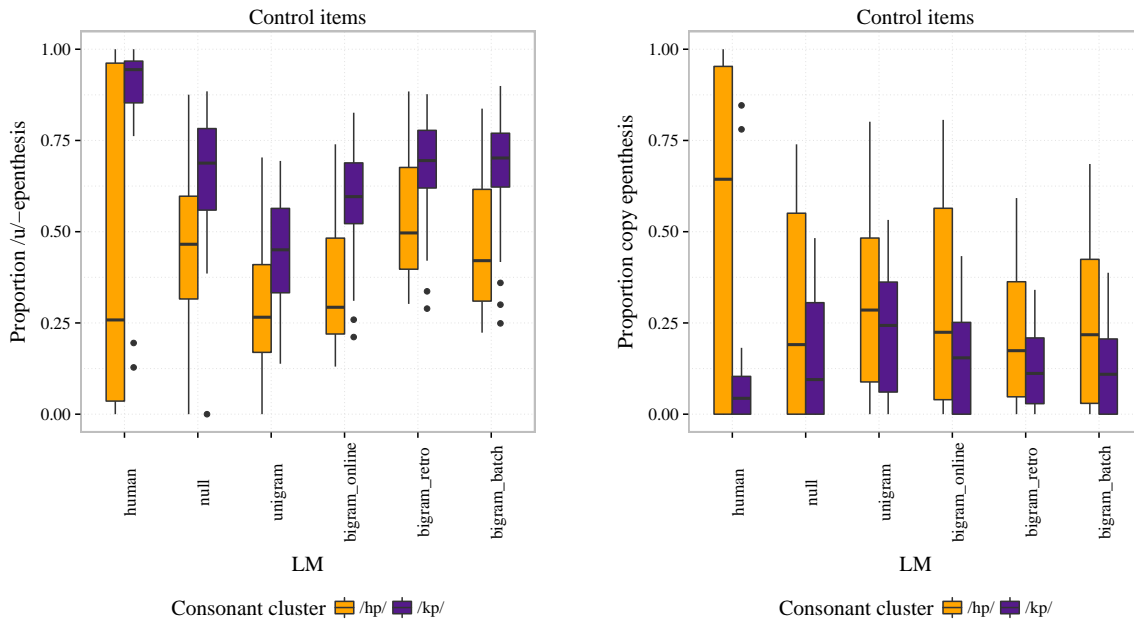 Control items
Proportion /u/-epenthesis
1.00
0.75
0.50
0.25
0.00
human
null
unigram
bigram_online
bigram_retro
bigram_batch
LM
Consonant cluster /hp/ /kp/
Control items
Proportion copy epenthesis
1.00
0.75
0.50
0.25
0.00
human
null
unigram
bigram_online
bigram_retro
bigram_batch
LM
Consonant cluster /hp/ /kp/